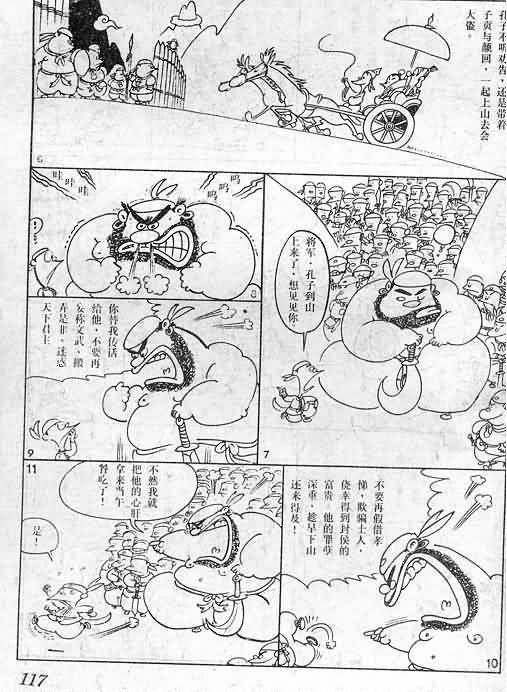 孔子不听劝告，还是带着
子贡与颜回，一起上山去会
大盗。
6
将军，孔子到山
上来了，想见见你
7
哇 哇 哇
呜 呜 呜
8
你替我传话
给他，不要再
妄称文武，搬
弄是非，迷惑
天下君主
9
不要再假借孝
悌，欺骗士人，
侥幸得到封侯的
富贵，他的罪孽
深重，趁早下山
还来得及！
10
11
不然我就
把他的心肝
拿来当午
餐吃了！
是！
117